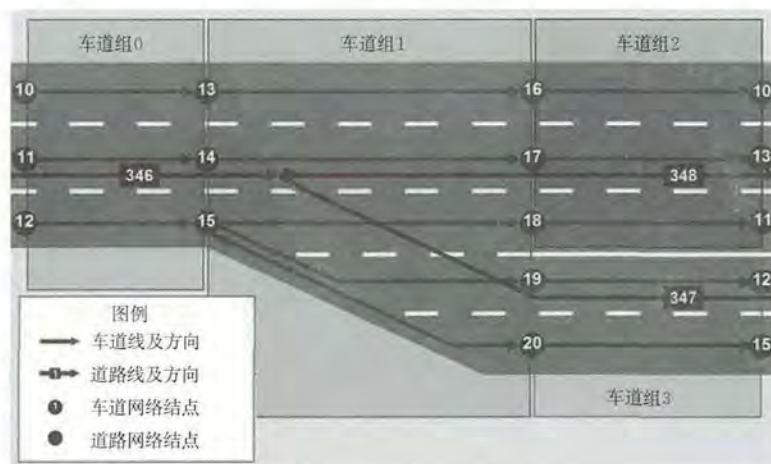 车道组0 车道组1 车道组2
10 13 16 10
11 14 17 13
346 348
12 15 18 11
19 12
347
20 15
图例
车道线及方向
1 道路线及方向
1 车道网络结点
道路网络结点
车道组3